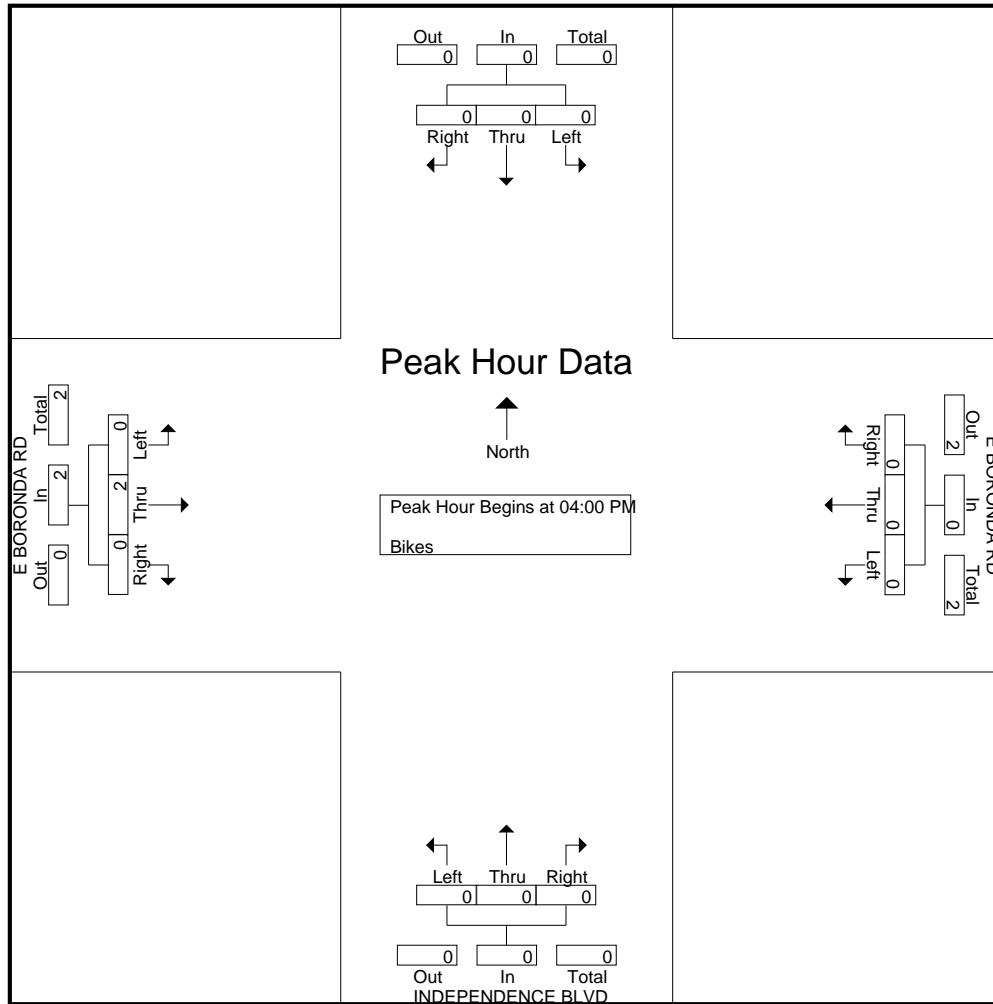 Out In Total
0 0 0
0 0 0
Right Thru Left
Peak Hour Data
North
Peak Hour Begins at 04:00 PM
Bikes
E BORONDA RD
Out In Total
0 2 2
0 2 0
Left Thru Right
E BORONDA RD
Out In Total
2 0 2
0 0 0
Right Thru Left
Left Thru Right
0 0 0
0 0 0
Out In Total
INDEPENDENCE BLVD